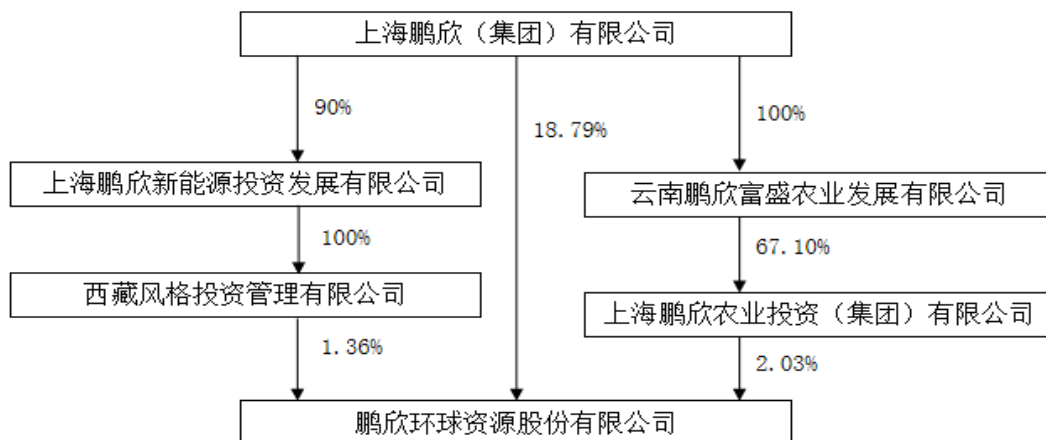 上海鹏欣（集团）有限公司
90%
18.79%
100%
上海鹏欣新能源投资发展有限公司
云南鹏欣富盛农业发展有限公司
100%
67.10%
西藏风格投资管理有限公司
上海鹏欣农业投资（集团）有限公司
1.36%
2.03%
鹏欣环球资源股份有限公司